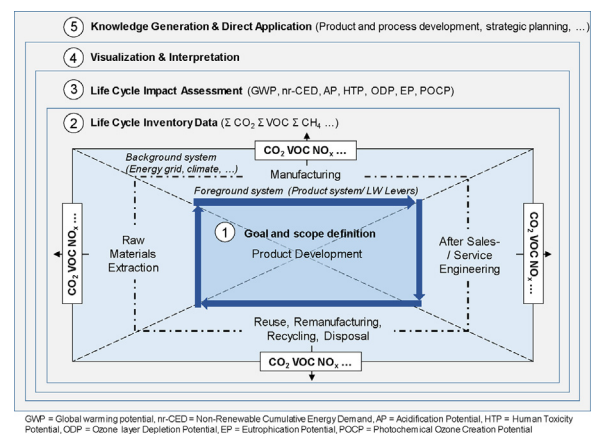 5 Knowledge Generation & Direct Application (Product and process development, strategic planning, …)
4 Visualization & Interpretation
3 Life Cycle Impact Assessment (GWP, nr-CED, AP, HTP, ODP, EP, POCP)
2 Life Cycle Inventory Data (Σ CO2 Σ VOC Σ CH4 …)
CO2 VOC NOx …
Background system
(Energy grid, climate, …)
Manufacturing
Foreground system (Product system/ LW Levers)
CO2 VOC NOx …
Raw
Materials
Extraction
1 Goal and scope definition
Product Development
After Sales-
/ Service
Engineering
CO2 VOC NOx …
Reuse, Remanufacturing,
Recycling, Disposal
CO2 VOC NOx …
GWP = Global warming potential, nr-CED = Non-Renewable Cumulative Energy Demand, AP = Acidification Potential, HTP = Human Toxicity
Potential, ODP = Ozone layer Depletion Potential, EP = Eutrophication Potential, POCP = Photochemical Ozone Creation Potential